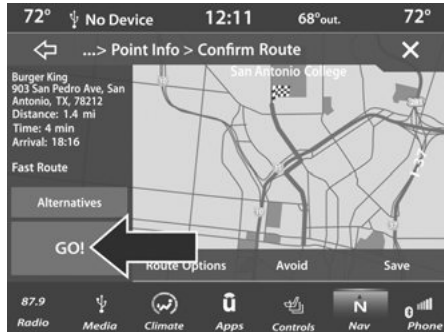 72° No Device 12:11 68°out. 72°
...> Point Info > Confirm Route
Burger King
903 San Pedro Ave, San
Antonio, TX, 78212
Distance: 1.4 mi
Time: 4 min
Arrival: 18:16
Fast Route
San Antonio College
Alternatives
GO!
Route Options Avoid Save
87.9
Radio Media Climate Apps Controls Nav Phone